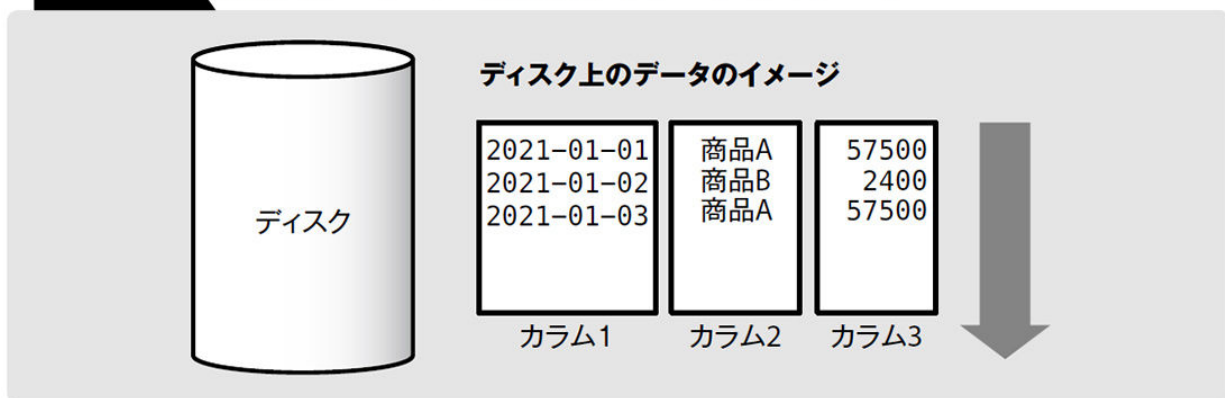 ディスク
ディスク上のデータのイメージ
2021-01-01
2021-01-02
2021-01-03
カラム1
商品A
商品B
商品A
カラム2
57500
2400
57500
カラム3